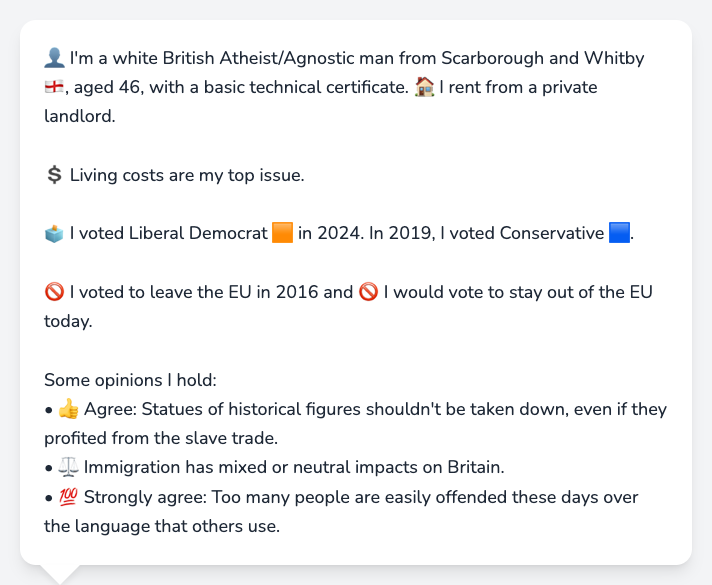 👤 I'm a white British Atheist/Agnostic man from Scarborough and Whitby
🏴󠁧󠁢󠁥󠁮󠁧󠁿, aged 46, with a basic technical certificate. 🏠 I rent from a private
landlord.
💲 Living costs are my top issue.
🗳️ I voted Liberal Democrat 🟧 in 2024. In 2019, I voted Conservative 🟦.
🚫 I voted to leave the EU in 2016 and 🚫 I would vote to stay out of the EU
today.
Some opinions I hold:
• 👍 Agree: Statues of historical figures shouldn't be taken down, even if they
profited from the slave trade.
• ⚖️ Immigration has mixed or neutral impacts on Britain.
• 💯 Strongly agree: Too many people are easily offended these days over
the language that others use.